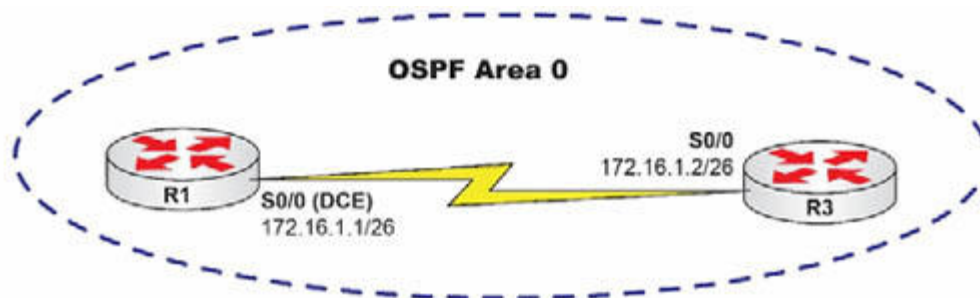 OSPF Area 0
S0/0
172.16.1.2/26
R1
S0/0 (DCE)
172.16.1.1/26
R3